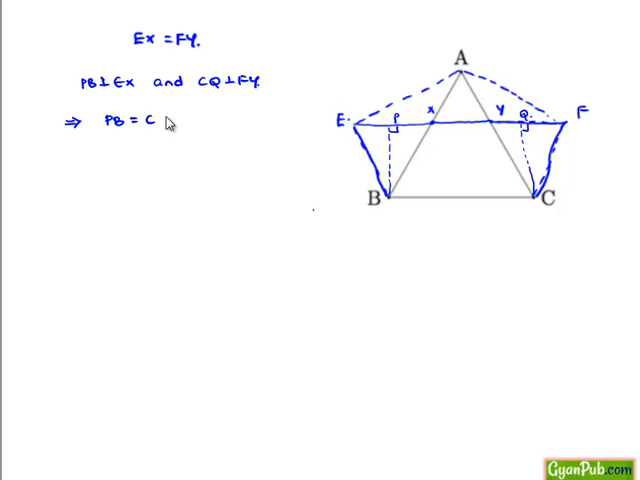 EX = FY.
PB⊥EX and CQ⊥FY.
⇒ PB = C
A
E. P X Y Q. F
B C
GyanPub.com